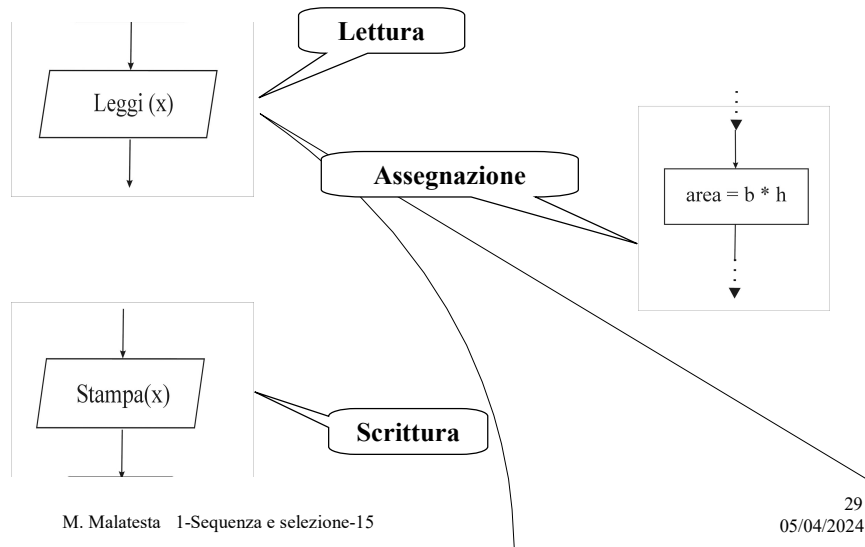 Lettura
Leggi (x)
Assegnazione
area = b * h
Stampa(x)
Scrittura
M. Malatesta 1-Sequenza e selezione-15
29
05/04/2024